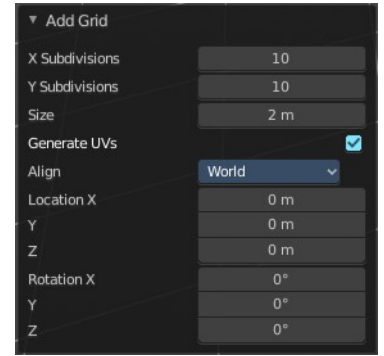 Add Grid
X Subdivisions 10
Y Subdivisions 10
Size 2 m
Generate UVs
Align World
Location X 0 m
Y 0 m
Z 0 m
Rotation X 0°
Y 0°
Z 0°